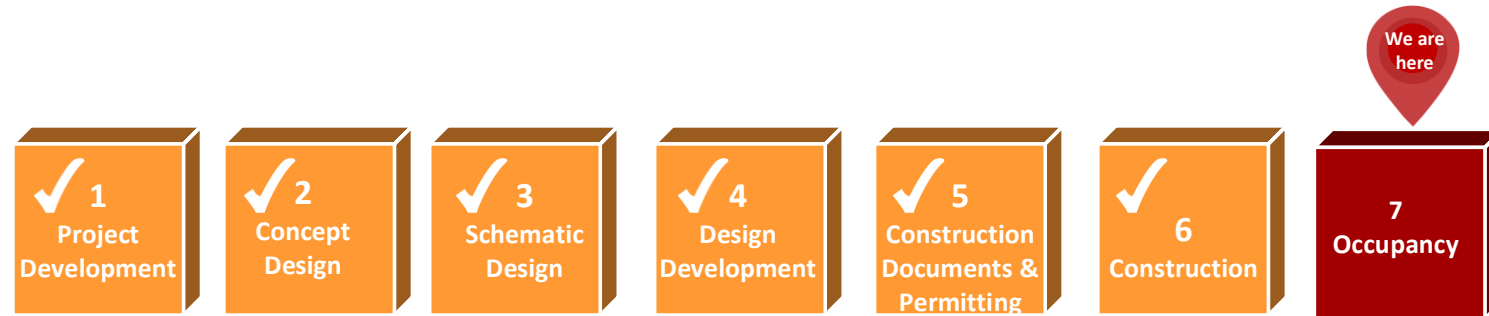 We are
here
1
Project
Development
2
Concept
Design
3
Schematic
Design
4
Design
Development
5
Construction
Documents &
Permitting
6
Construction
7
Occupancy